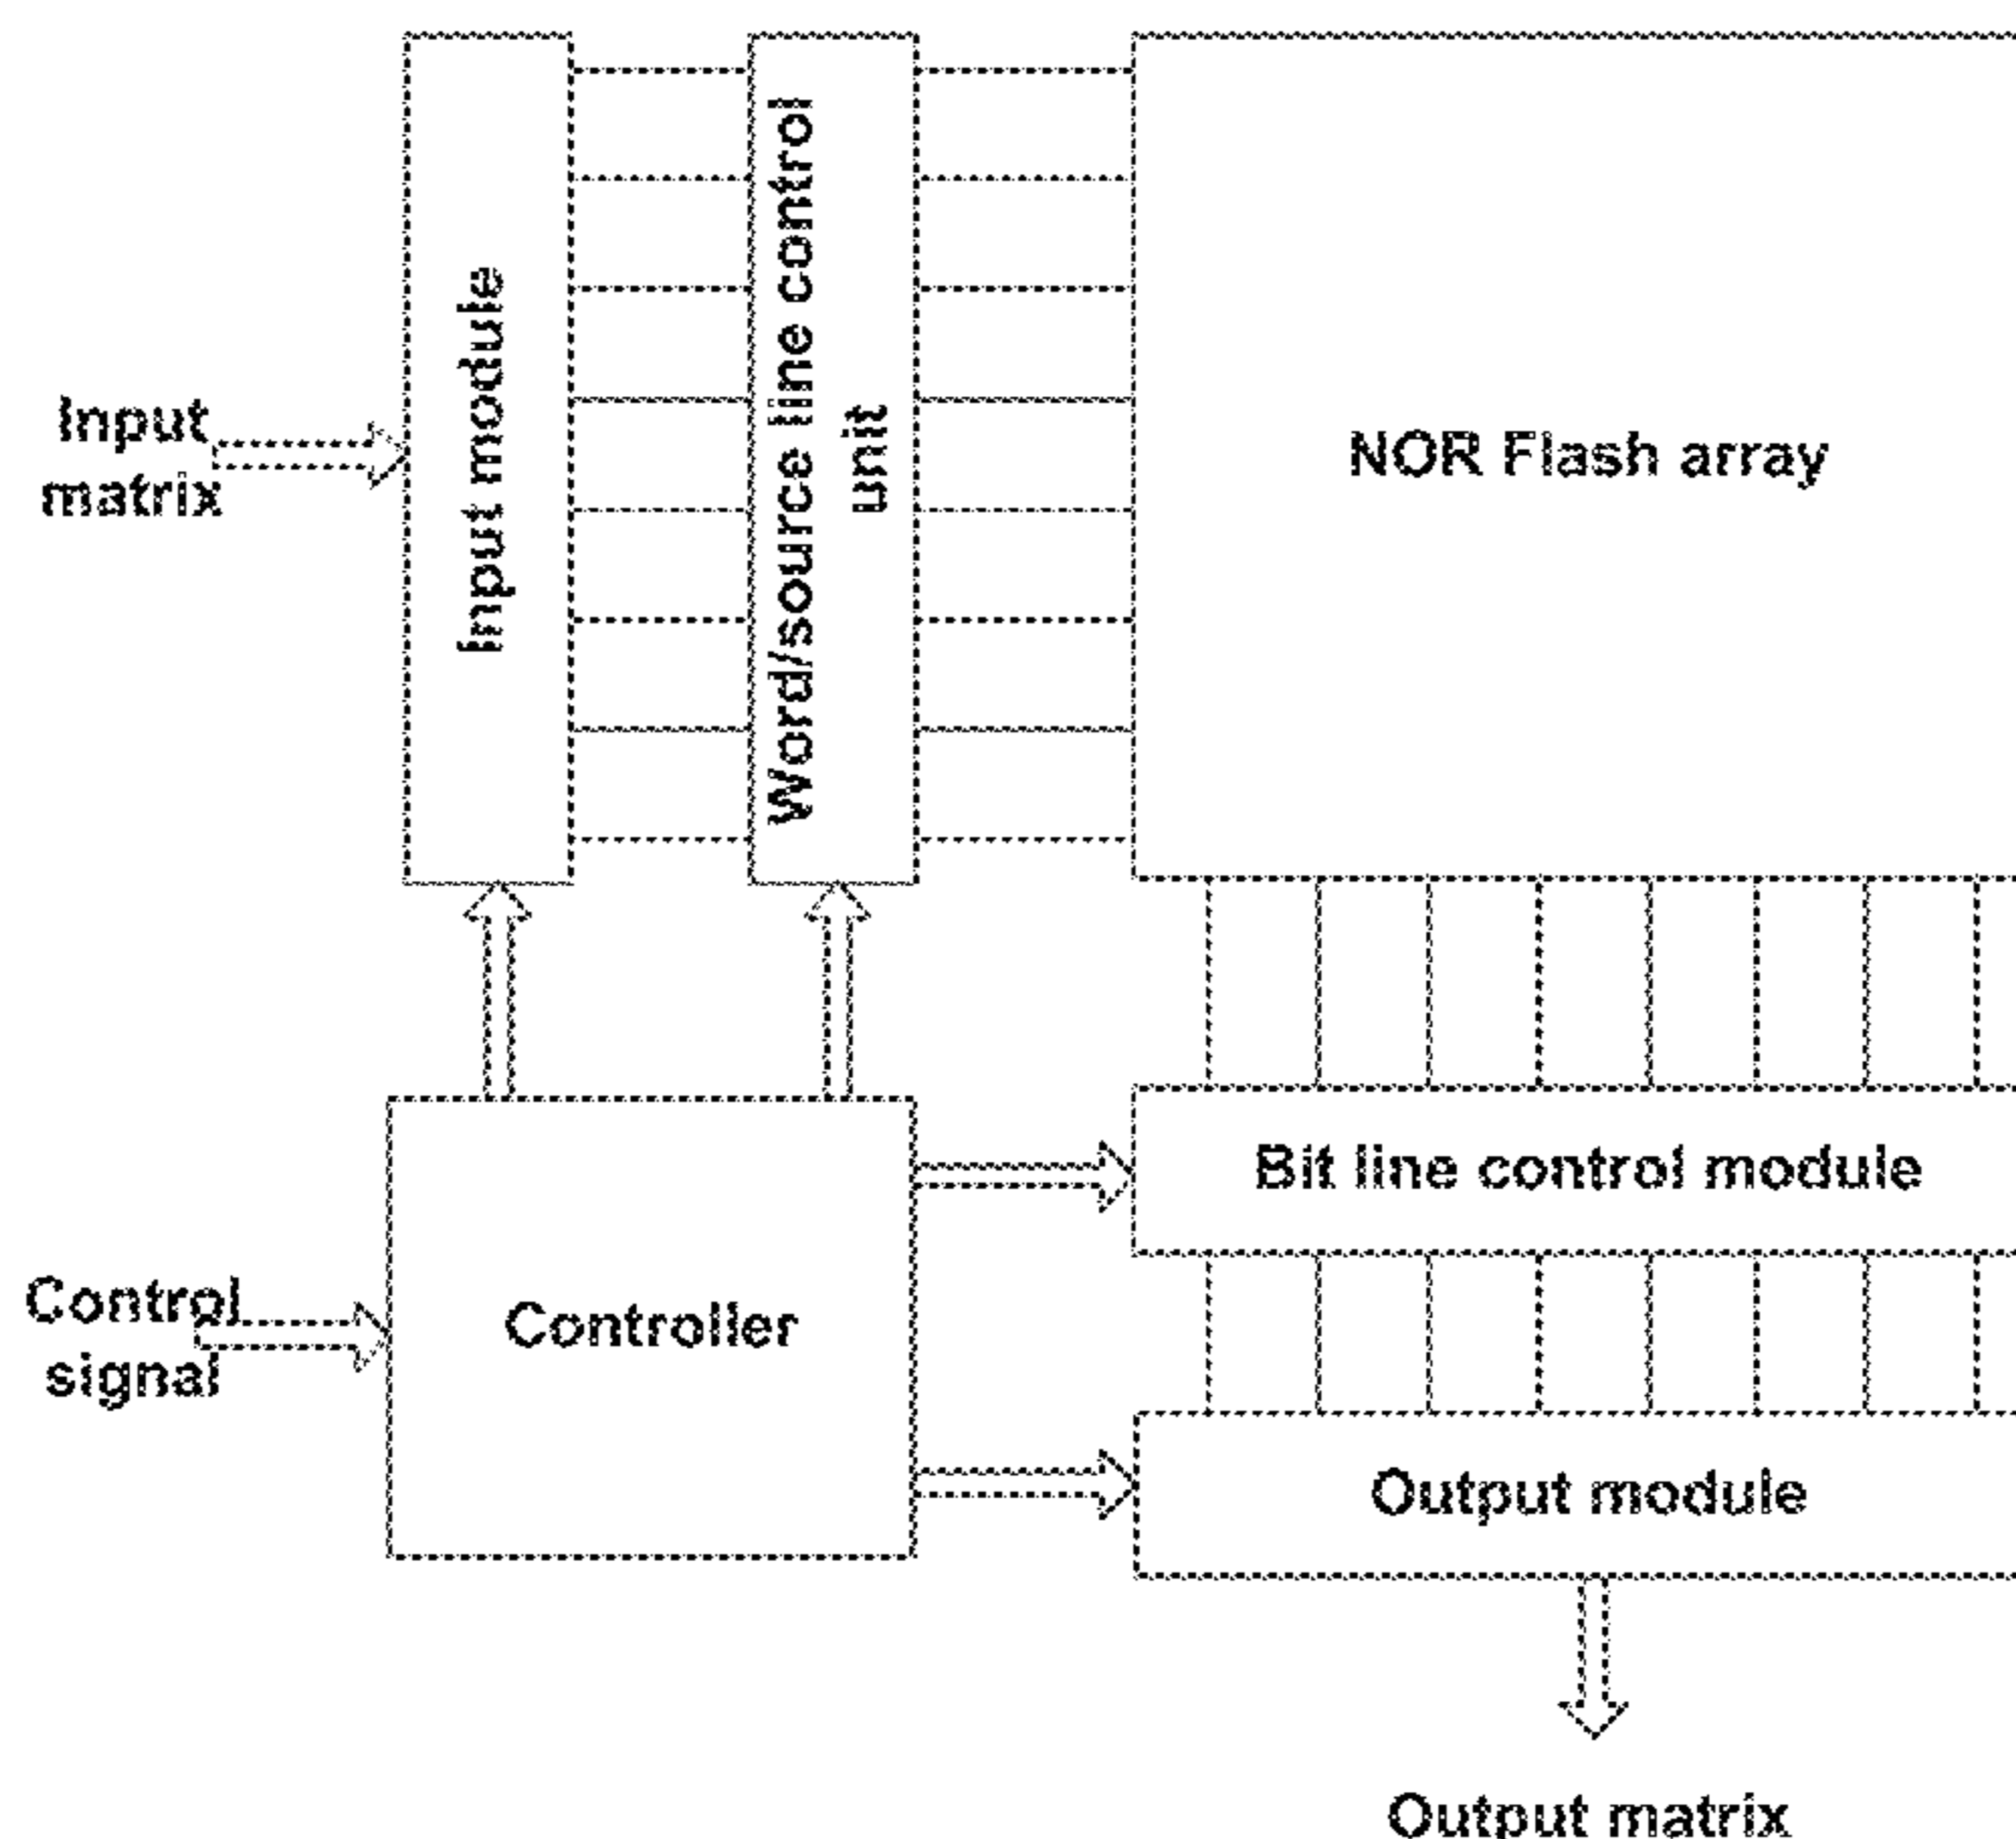 Input
matrix
Input module
Word/source line control
unit
NOR Flash array
Bit line control module
Control
signal
Controller
Output module
Output matrix